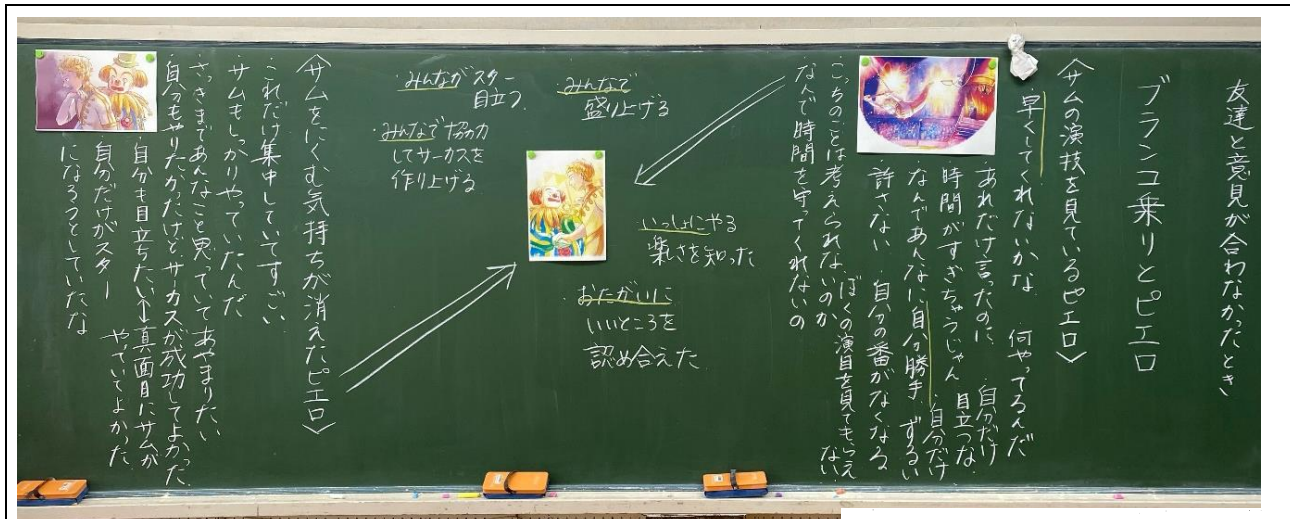 友達と意見が合わなかったとき
ブランコ乗りとピエロ
〈サムの演技を見ているピエロ〉
早くしてくれないかな 何やってるんだ
あれだけ言ったのに 自分だけ
時間がすぎちゃうじゃん 目立つな
なんであんなに自分勝手 自分だけ
ずるい
許さない 自分の番がなくなる
ぼくの演目を見てもらえない
こっちのことは考えられないのか
なんで時間を守ってくれないの
みんなで
盛り上げる
いっしょにやる
楽しさを知った
おたがいに
いいところを
認め合えた
・みんながスター
目立つ
・みんなで協力
してサーカスを
作り上げる
〈サムをにくむ気持ちが消えたピエロ〉
・これだけ集中していてすごい
サムもしっかりやっていたんだ
さっきまであんなこと思っていてあやまりたい
・自分もやりたかったけどサーカスが成功してよかった
・自分も目立ちたい↔真面目にサムが
やっていてよかった
自分だけがスター
になろうとしていたな